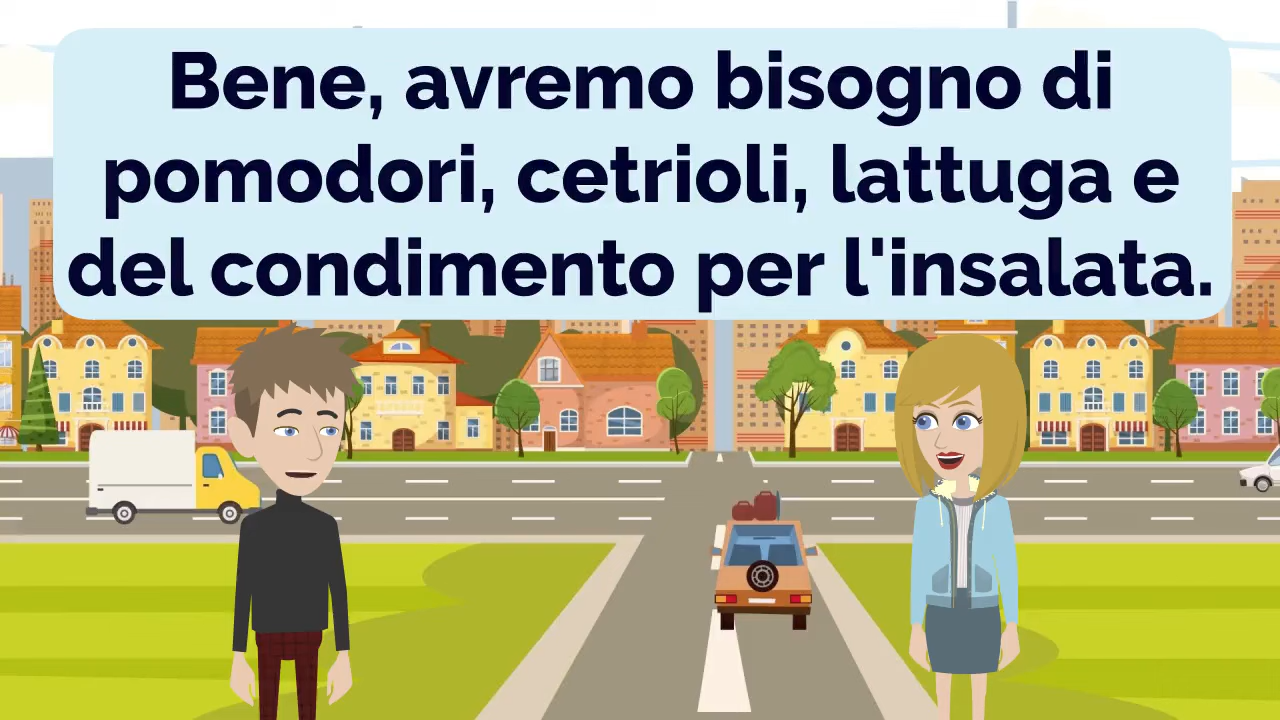 Bene, avremo bisogno di
pomodori, cetrioli, lattuga e
del condimento per l'insalata.